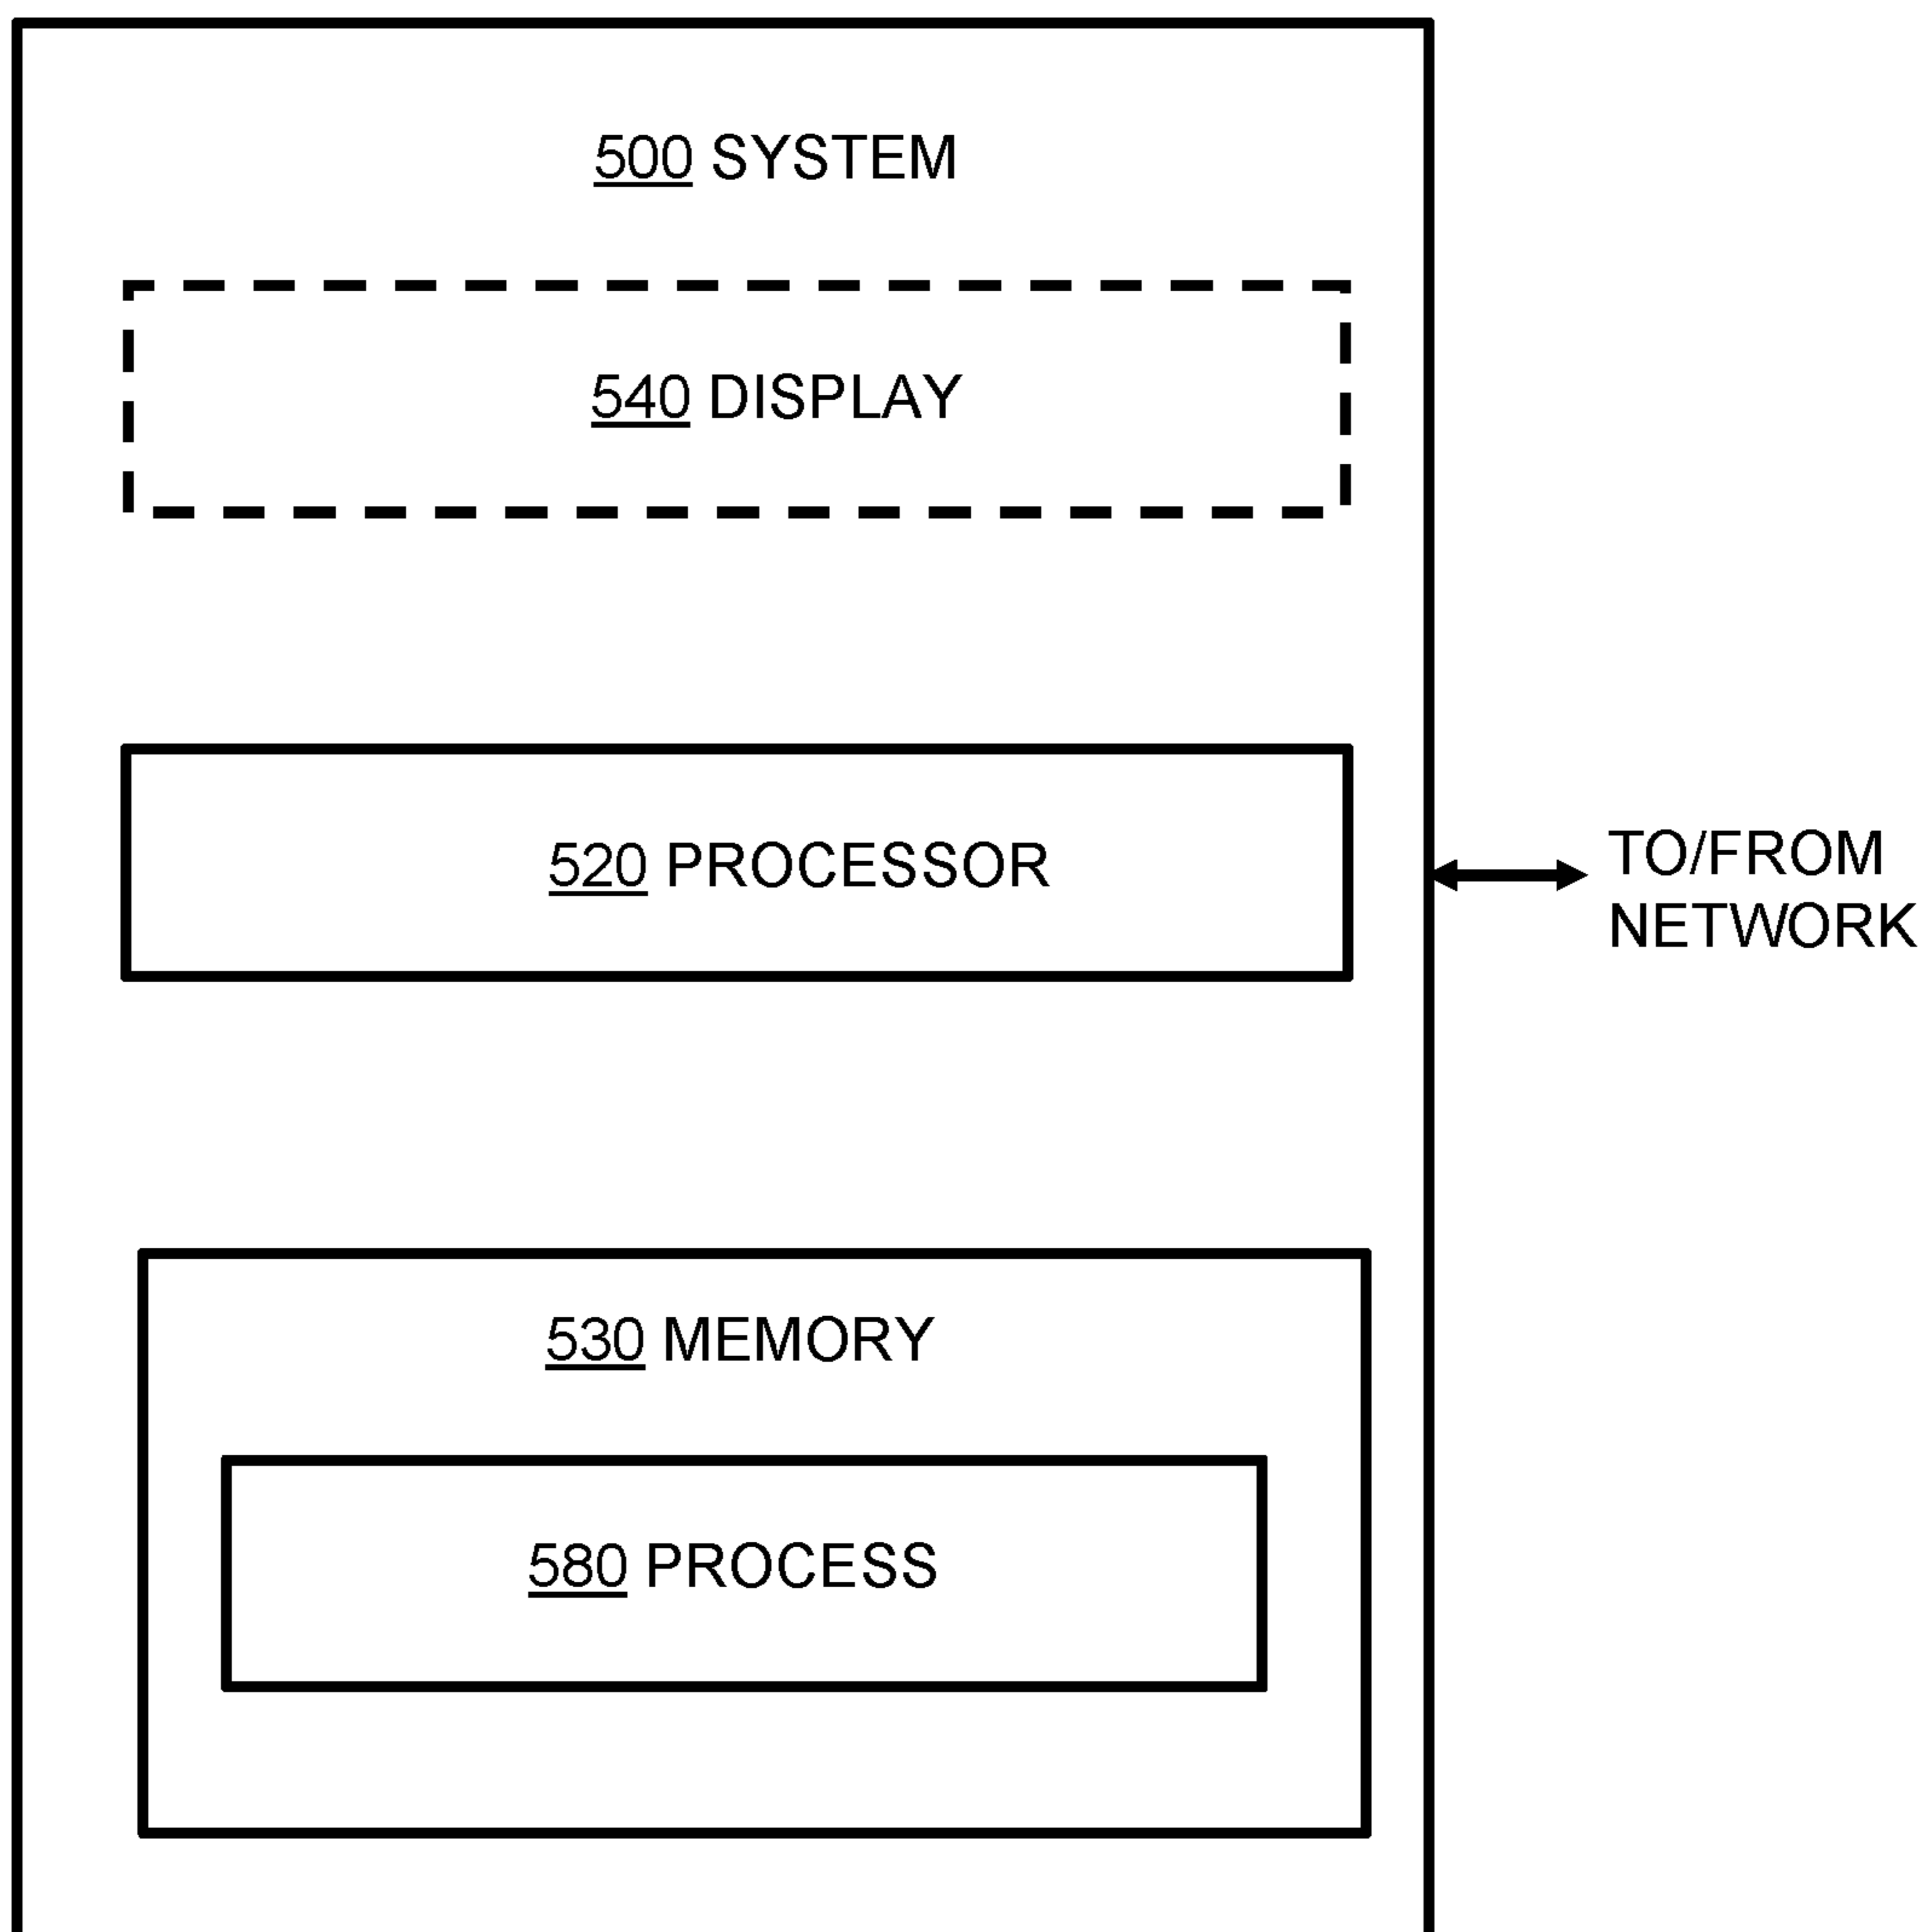 500 SYSTEM
540 DISPLAY
520 PROCESSOR
TO/FROM
NETWORK
530 MEMORY
580 PROCESS